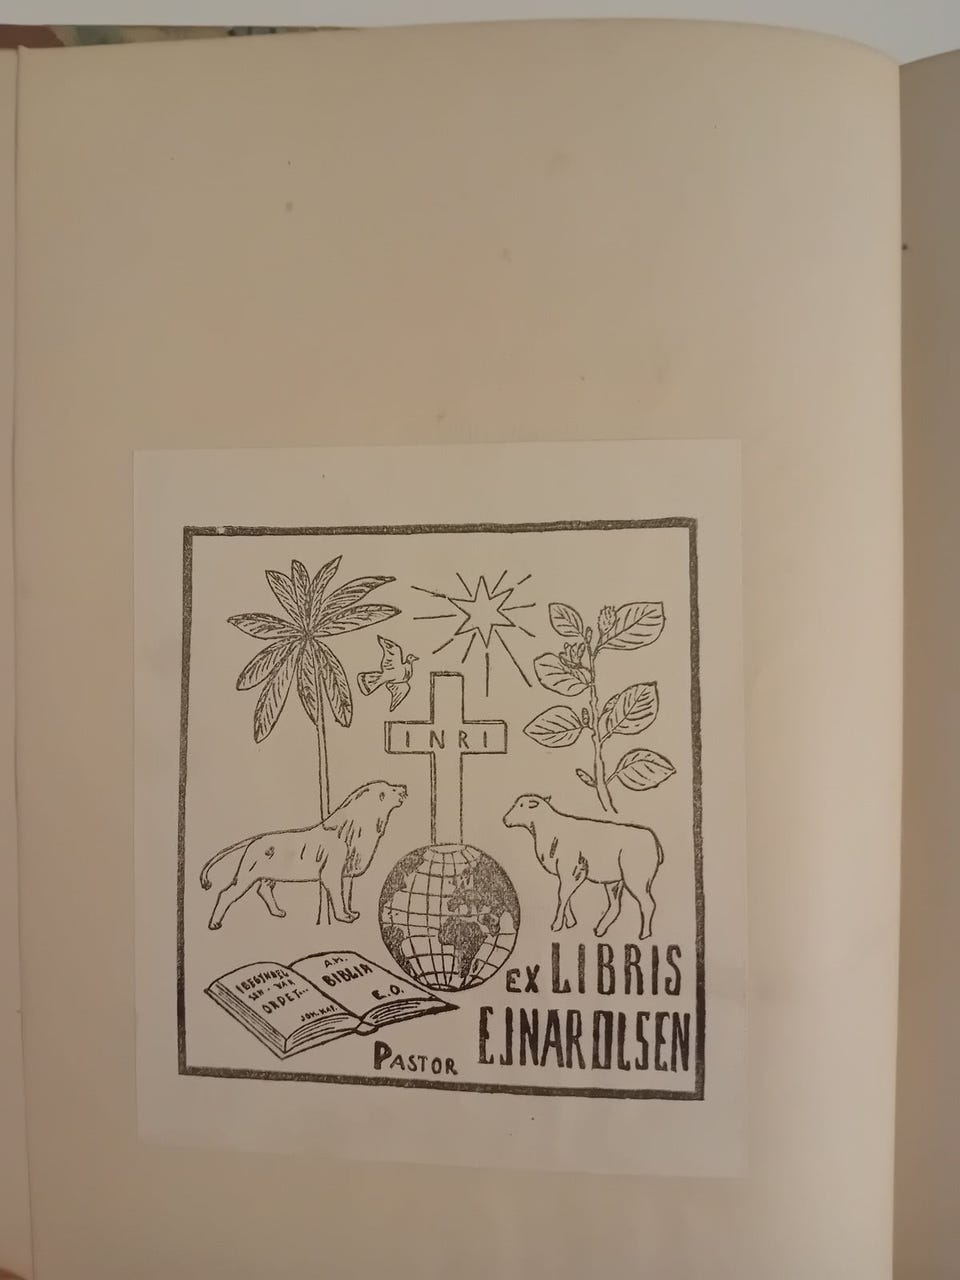 INRI
I BEGYNDEL
SEN · VAR
ORDET...
JOH. KAP.
A.M.
BIBLIA
E.O.
EX LIBRIS
PASTOR EJNAR OLSEN